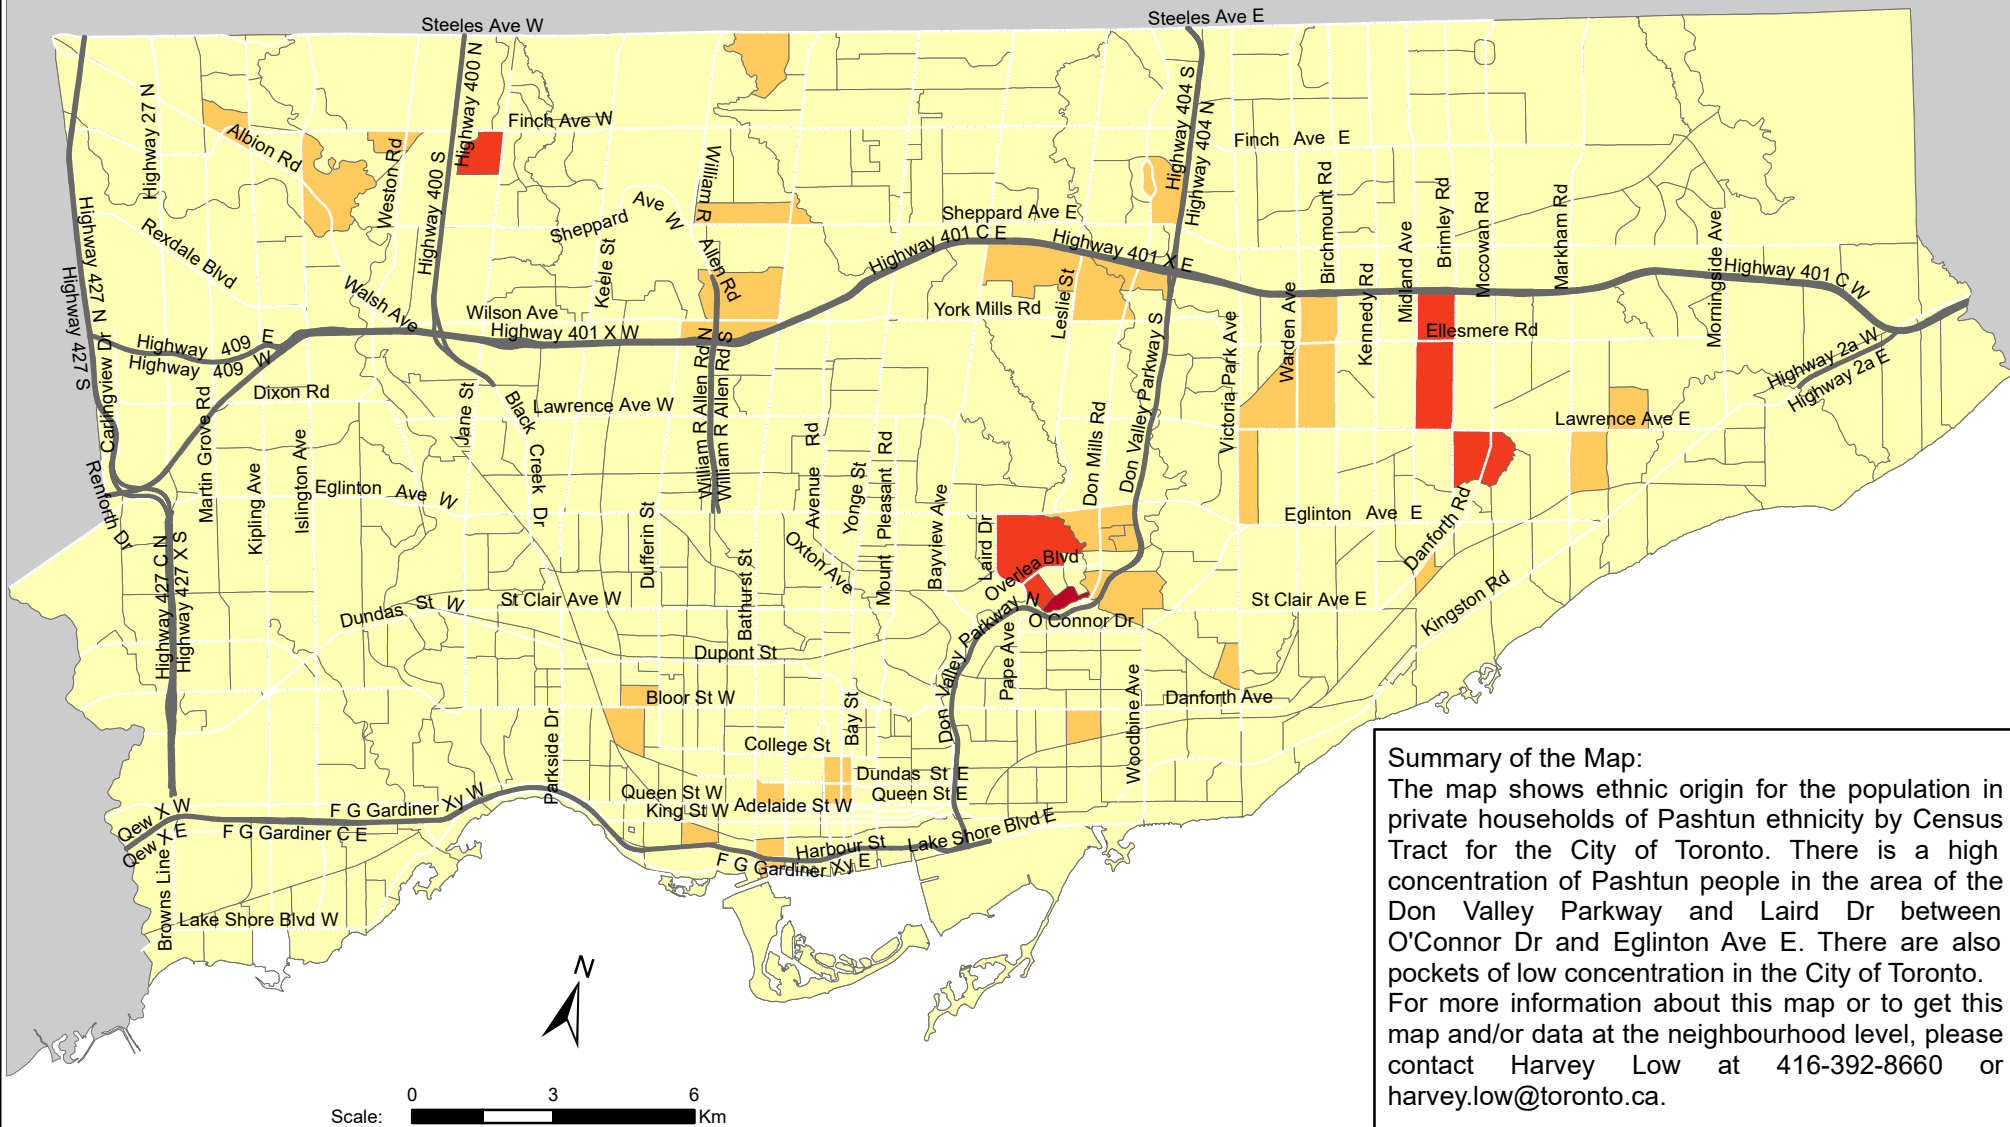 Steeles Ave W
Steeles Ave E
Highway 27 N
Albion Rd
Weston Rd
Highway 400 N
Highway 400 S
Finch Ave W
William R
Allen Rd
Highway 404 S
Highway 404 N
Finch Ave E
Birchmount Rd
Brimley Rd
Midland Ave
Mccowan Rd
Markham Rd
Morningside Ave
Kennedy Rd
Warden Ave
Sheppard Ave W
Sheppard Ave E
Keele St
Rexdale Blvd
Highway 427 N
Highway 427 S
Walsh Ave
Wilson Ave
Highway 401 X W
Highway 401 C E
Highway 401 X E
Highway 401 C W
York Mills Rd
Leslie St
Ellesmere Rd
Highway 2a W
Highway 2a E
Highway 409 E
Highway 409 W
Carlingview Dr
Dixon Rd
Martin Grove Rd
Jane St
Black Creek Dr
Lawrence Ave W
William R Allen Rd N
William R Allen Rd S
Avenue Rd
Yonge St
Mount Pleasant Rd
Bayview Ave
Don Mills Rd
Don Valley Parkway S
Victoria Park Ave
Lawrence Ave E
Renforth Dr
Kipling Ave
Islington Ave
Eglinton Ave W
Eglinton Ave E
Highway 427 C N
Highway 427 X S
Dufferin St
Bathurst St
Oxton Ave
Laird Dr
Overlea Blvd
Danforth Rd
Kingston Rd
Dundas St W
St Clair Ave W
St Clair Ave E
O Connor Dr
Don Valley Parkway N
Pape Ave
Dupont St
Bloor St W
Danforth Ave
Woodbine Ave
Parkside Dr
Bay St
College St
Dundas St E
Queen St W
Queen St E
King St W
Adelaide St W
Qew X W
Qew X E
F G Gardiner Xy W
F G Gardiner C E
F G Gardiner Xy E
Harbour St
Lake Shore Blvd E
Browns Line
Lake Shore Blvd W
N
0 3 6
Scale: Km
Summary of the Map:
The map shows ethnic origin for the population in
private households of Pashtun ethnicity by Census
Tract for the City of Toronto. There is a high
concentration of Pashtun people in the area of the
Don Valley Parkway and Laird Dr between
O'Connor Dr and Eglinton Ave E. There are also
pockets of low concentration in the City of Toronto.
For more information about this map or to get this
map and/or data at the neighbourhood level, please
contact Harvey Low at 416-392-8660 or
harvey.low@toronto.ca.